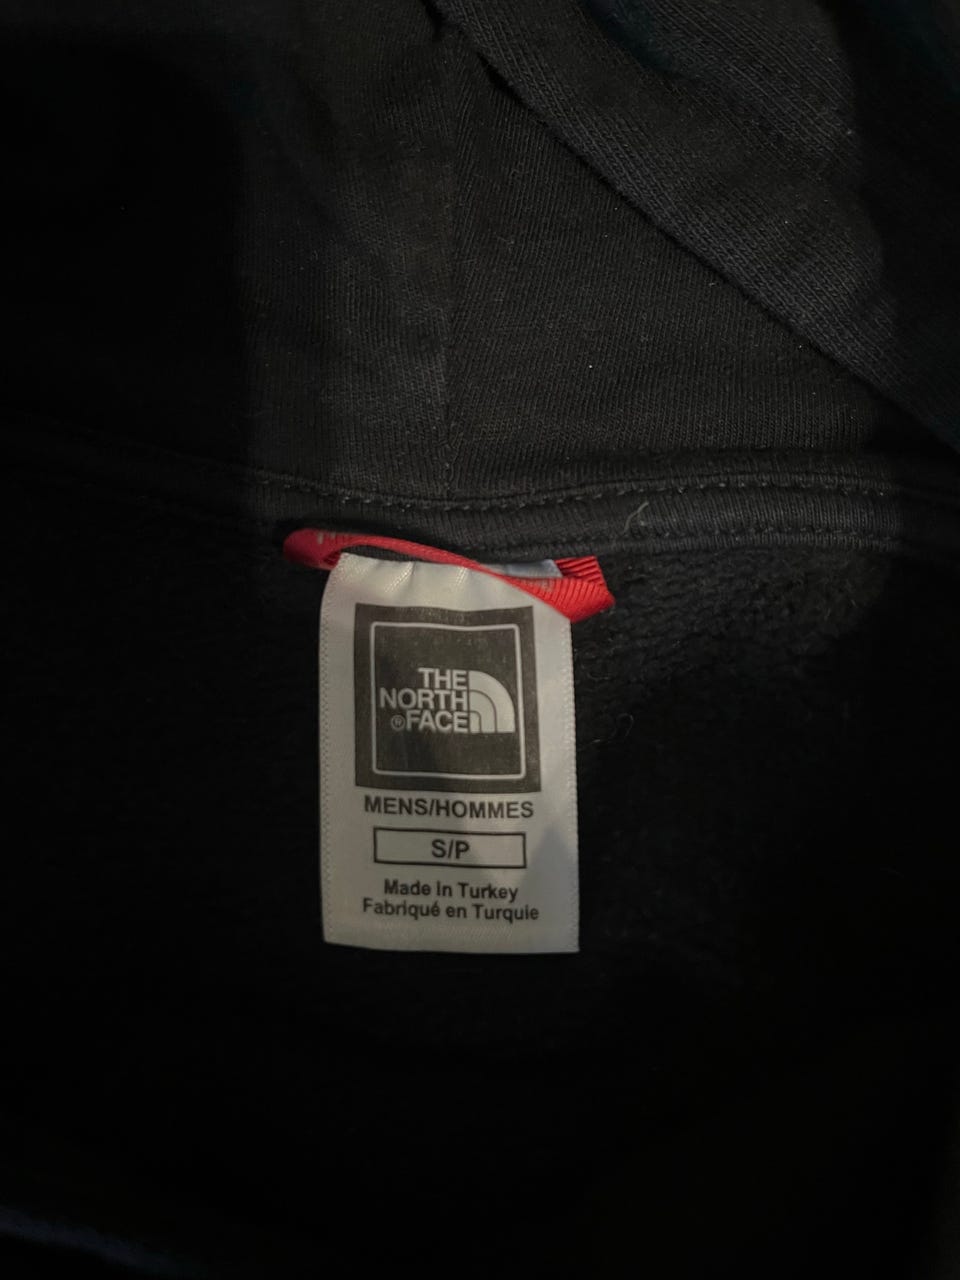 THE
NORTH
®FACE
MENS/HOMMES
S/P
Made In Turkey
Fabriqué en Turquie